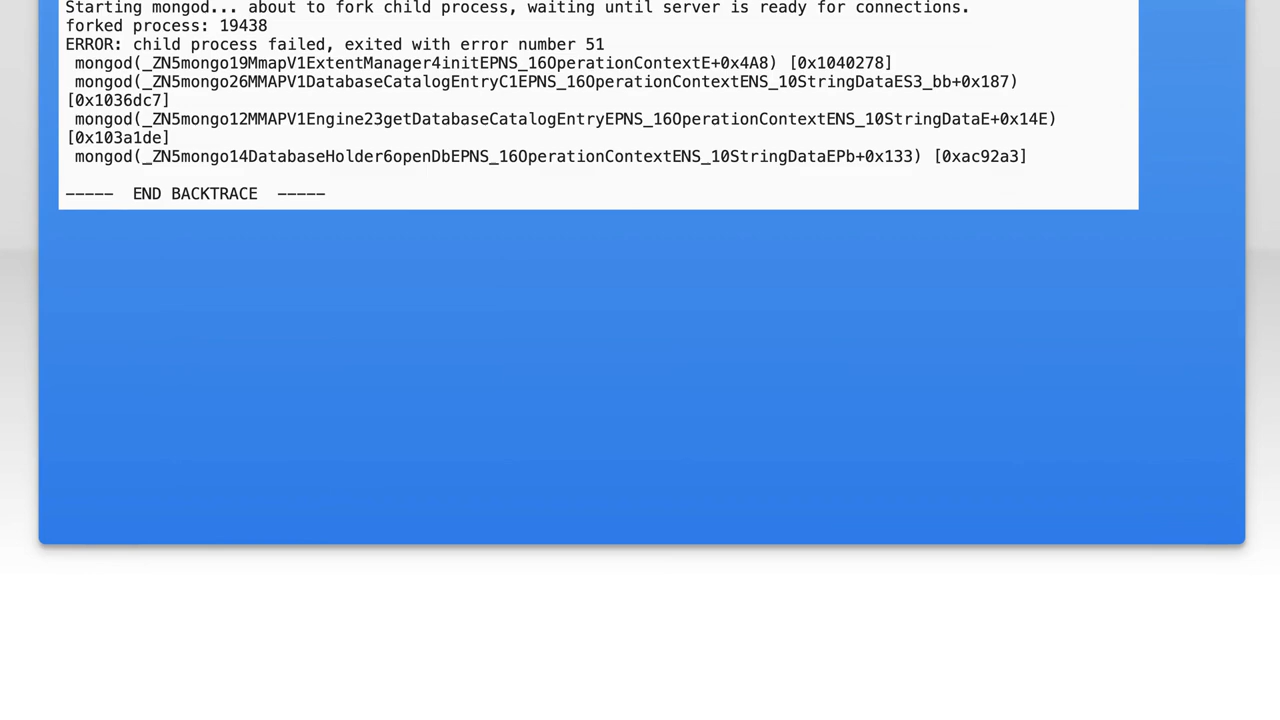 Starting mongod... about to fork child process, waiting until server is ready for connections.
forked process: 19438
ERROR: child process failed, exited with error number 51
mongod(_ZN5mongo19MmapV1ExtentManager4initEPNS_16OperationContextE+0x4A8) [0x1040278]
mongod(_ZN5mongo26MMAPV1DatabaseCatalogEntryC1EPNS_16OperationContextENS_10StringDataES3_bb+0x187)
[0x1036dc7]
mongod(_ZN5mongo12MMAPV1Engine23getDatabaseCatalogEntryEPNS_16OperationContextENS_10StringDataE+0x14E)
[0x103a1de]
mongod(_ZN5mongo14DatabaseHolder6openDbEPNS_16OperationContextENS_10StringDataEPb+0x133) [0xac92a3]
----- END BACKTRACE -----